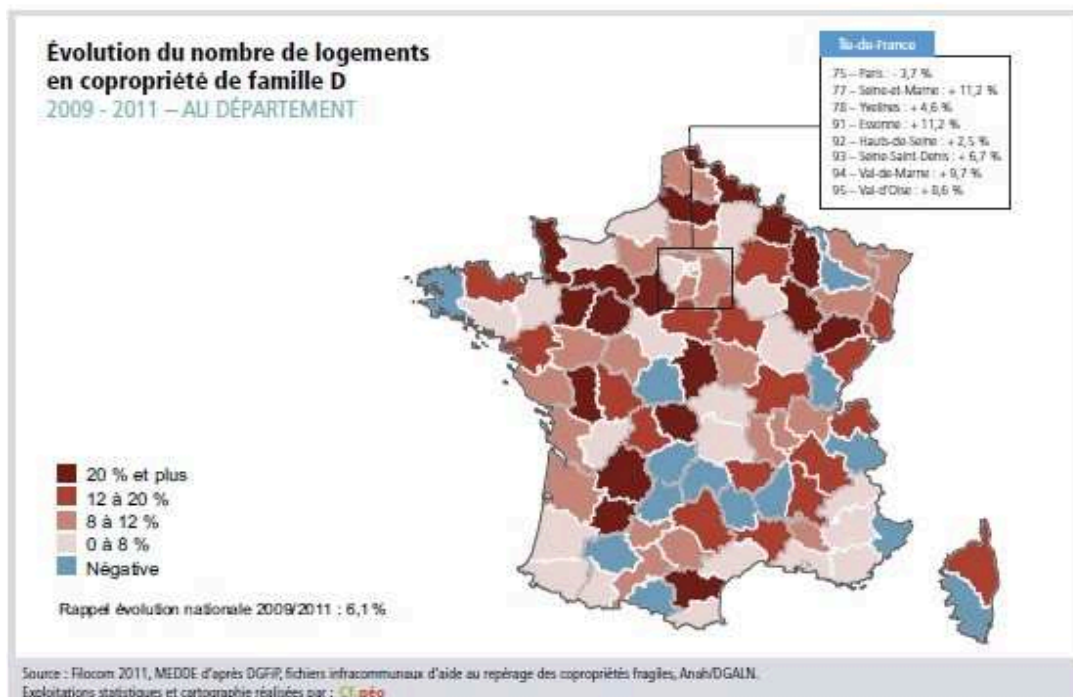 Évolution du nombre de logements
en copropriété de famille D
2009 - 2011 – AU DÉPARTEMENT
Île-de-France
75 – Paris : - 3,7 %
77 – Seine-et-Marne : + 11,2 %
78 – Yvelines : + 4,6 %
91 – Essonne : + 11,2 %
92 – Hauts-de-Seine : + 2,5 %
93 – Seine-Saint-Denis : + 6,7 %
94 – Val-de-Marne : + 9,7 %
95 – Val-d'Oise : + 8,6 %
20 % et plus
12 à 20 %
8 à 12 %
0 à 8 %
Négative
Rappel évolution nationale 2009/2011 : 6,1 %
Source : Filocom 2011, MEDDE d'après DGFiP, fichiers infracommunaux d'aide au repérage des copropriétés fragiles, Anah/DGALN.
Exploitations statistiques et cartographie réalisées par :